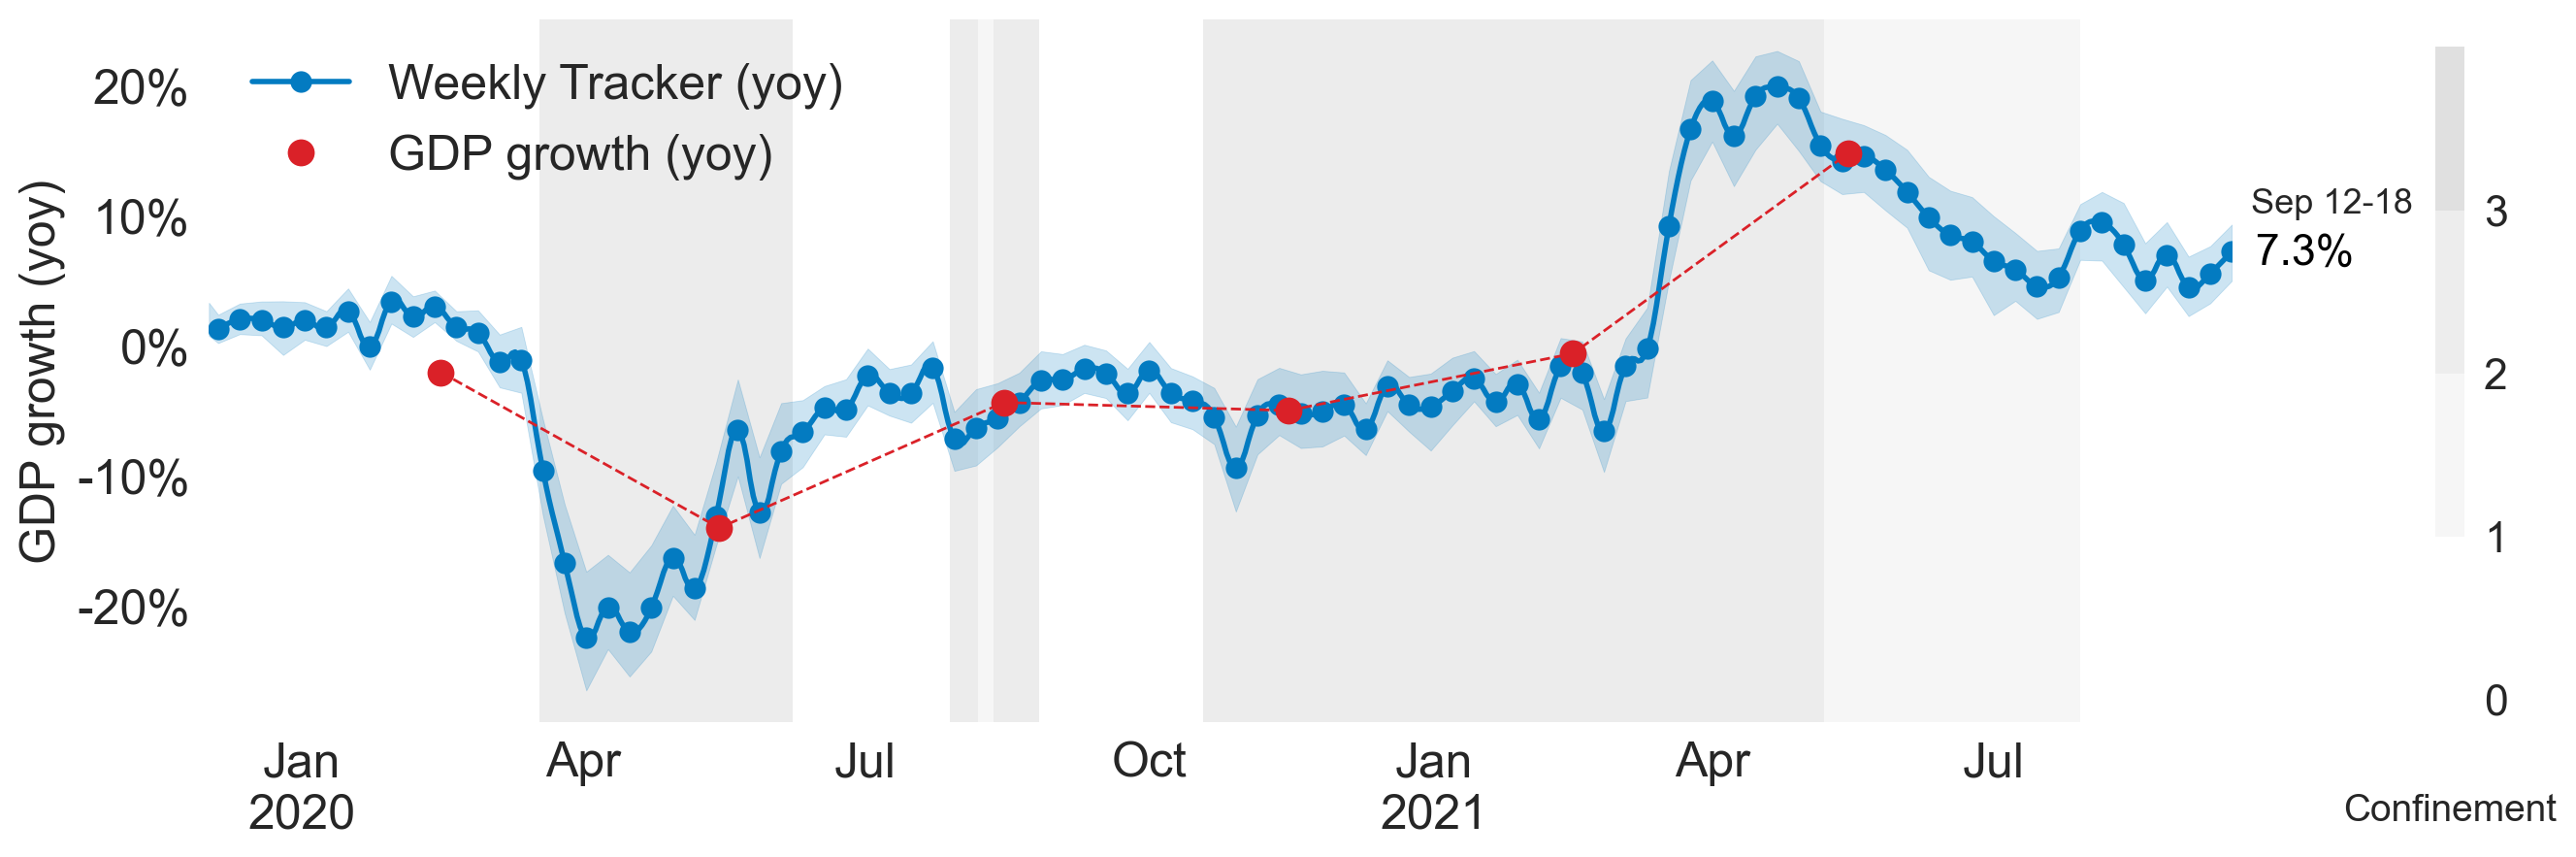 Weekly Tracker (yoy)
GDP growth (yoy)
GDP growth (yoy)
20%
10%
0%
-10%
-20%
Jan
2020
Apr
Jul
Oct
Jan
2021
Apr
Jul
Sep 12-18
7.3%
3
2
1
0
Confinement